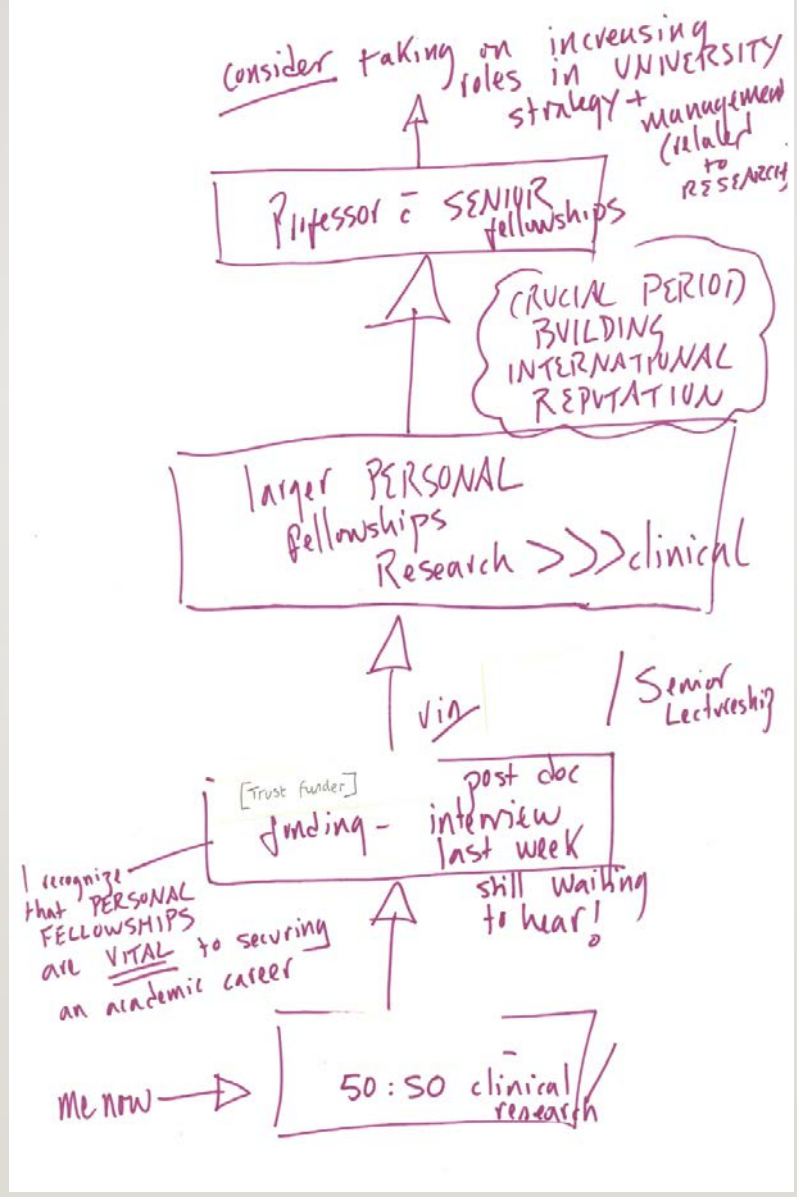 consider taking on increasing
roles in UNIVERSITY
strategy +
management
(related
to
RESEARCH)
Professor c̄ SENIOR
fellowships
CRUCIAL PERIOD
BUILDING
INTERNATIONAL
REPUTATION
larger PERSONAL
fellowships
Research >>> clinical
via
/ Senior
Lectureship
[Trust funder]
post doc
funding - interview
last week
still waiting
to hear!
I recognize
that PERSONAL
FELLOWSHIPS
are VITAL to securing
an academic career
me now
50:50 clinical/
research